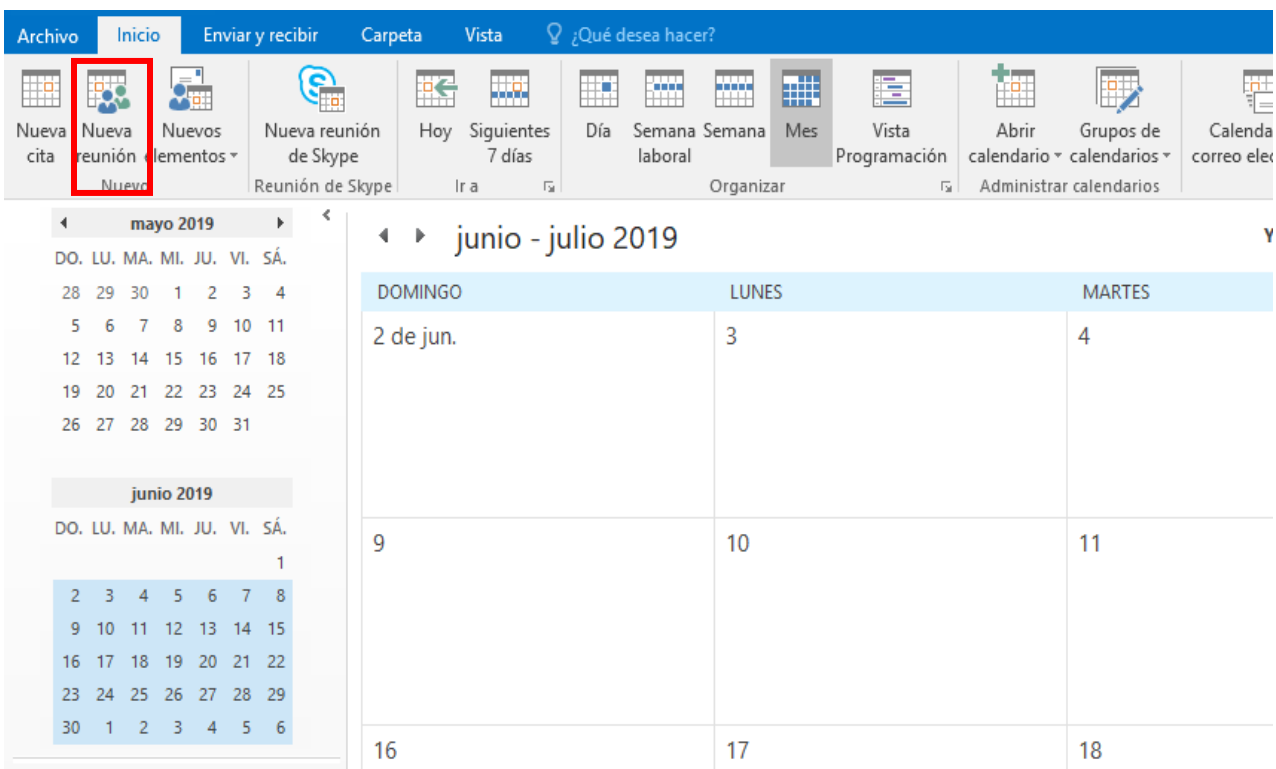 Archivo Inicio Enviar y recibir Carpeta Vista ¿Qué desea hacer?
Nueva Nueva Nuevos Nueva reunión Hoy Siguientes Día Semana Semana Mes Vista Abrir Grupos de Calenda
cita reunión elementos de Skype 7 días laboral Programación calendario calendarios correo elec
Nuevo Reunión de Skype Ir a Organizar Administrar calendarios
mayo 2019
DO. LU. MA. MI. JU. VI. SÁ.
28 29 30 1 2 3 4
5 6 7 8 9 10 11
12 13 14 15 16 17 18
19 20 21 22 23 24 25
26 27 28 29 30 31
junio 2019
DO. LU. MA. MI. JU. VI. SÁ.
1
2 3 4 5 6 7 8
9 10 11 12 13 14 15
16 17 18 19 20 21 22
23 24 25 26 27 28 29
30 1 2 3 4 5 6
junio - julio 2019
DOMINGO LUNES MARTES
2 de jun. 3 4
9 10 11
16 17 18